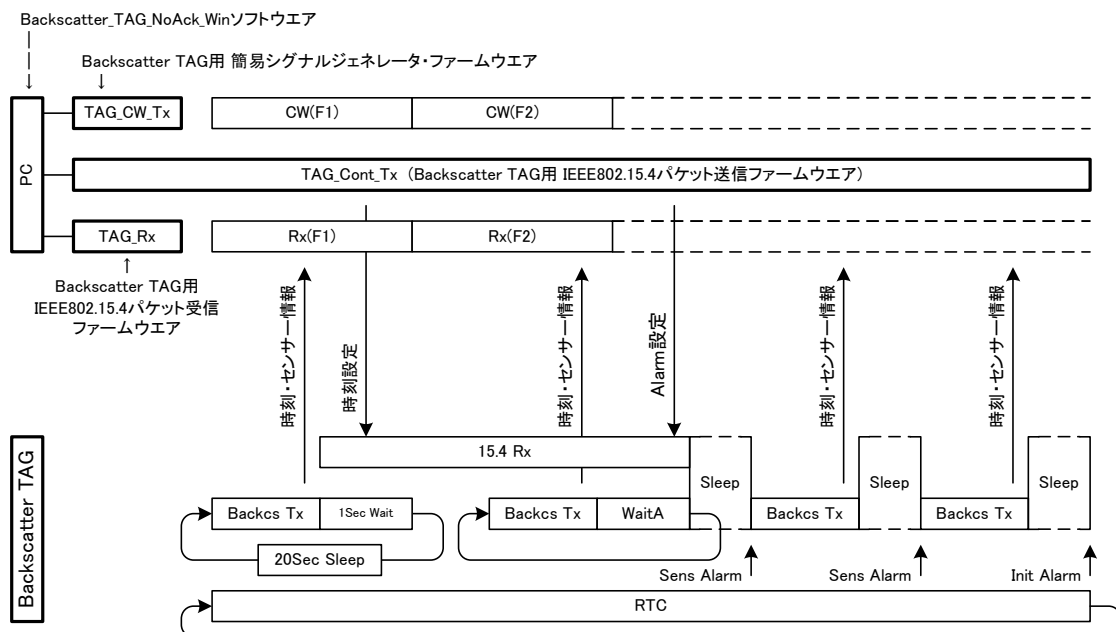 Backscatter_TAG_NoAck_Winソフトウエア
Backscatter TAG用 簡易シグナルジェネレータ・ファームウエア
PC
TAG_CW_Tx
CW(F1)
CW(F2)
TAG_Cont_Tx (Backscatter TAG用 IEEE802.15.4パケット送信ファームウエア)
TAG_Rx
Rx(F1)
Rx(F2)
Backscatter TAG用
IEEE802.15.4パケット受信
ファームウエア
時刻・センサー情報
時刻設定
時刻・センサー情報
Alarm設定
時刻・センサー情報
時刻・センサー情報
Backscatter TAG
15.4 Rx
Sleep
Sleep
Sleep
Backcs Tx
1Sec Wait
Backcs Tx
WaitA
Backcs Tx
Backcs Tx
20Sec Sleep
Sens Alarm
Sens Alarm
Init Alarm
RTC